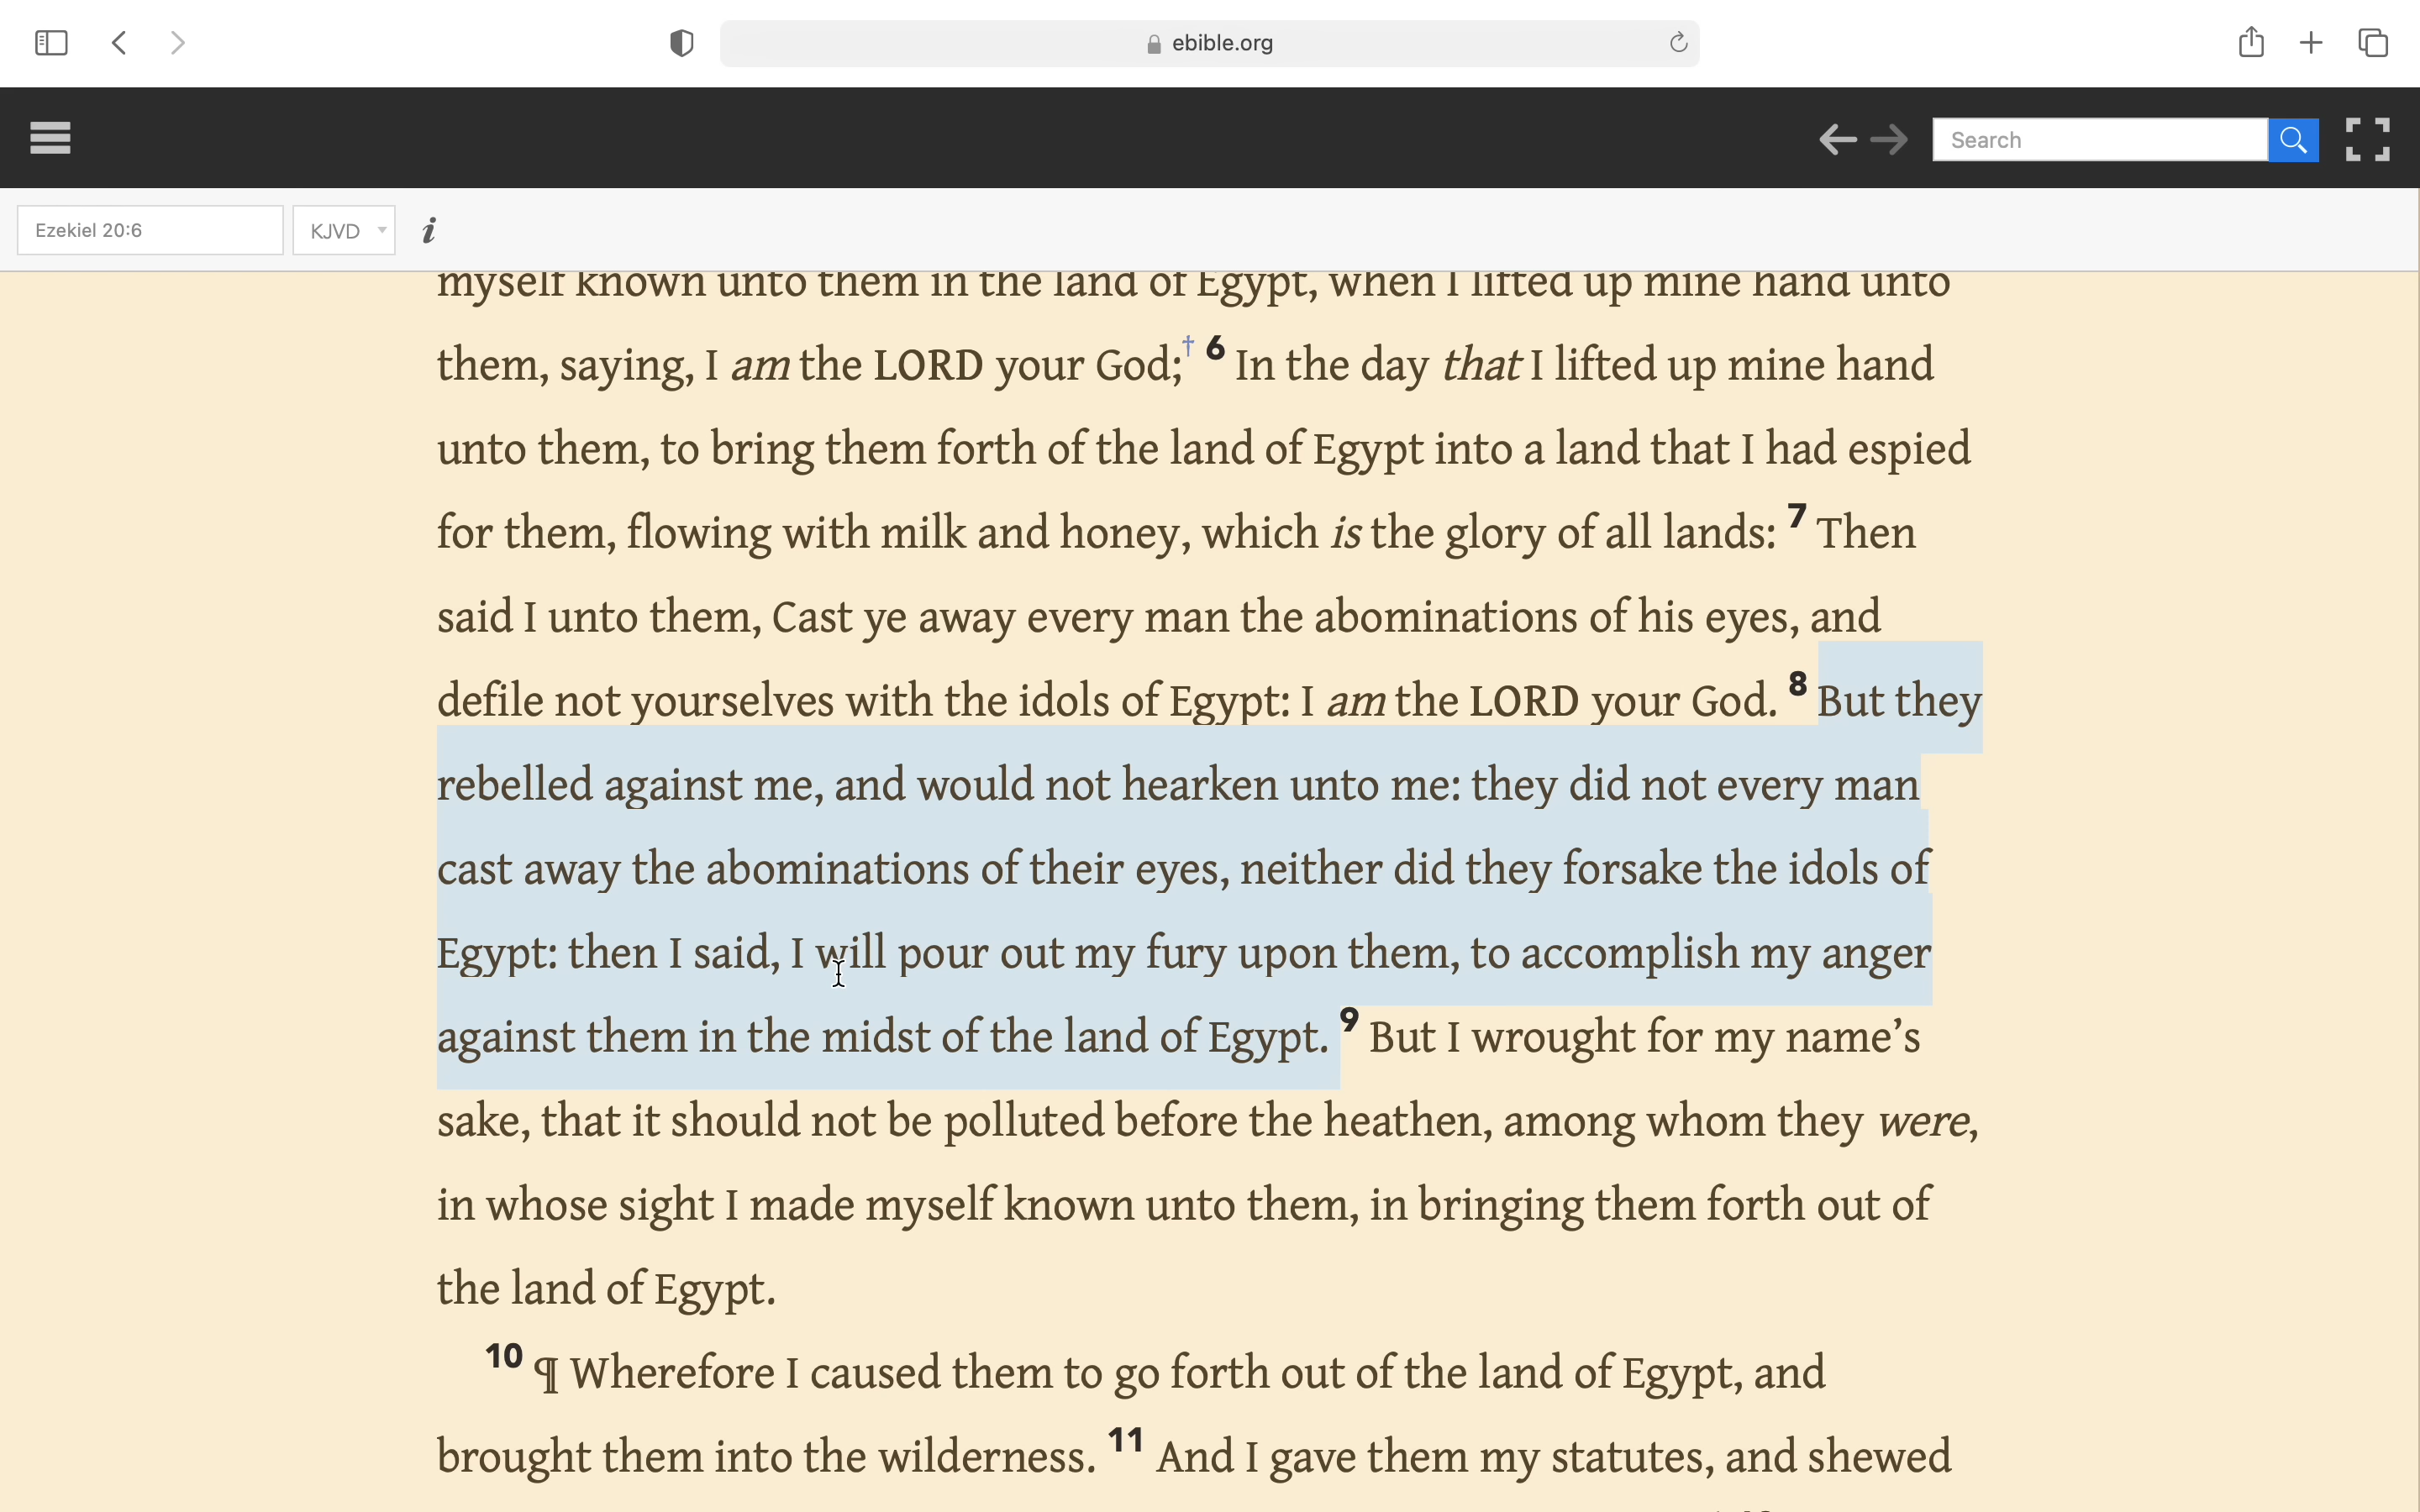 ebible.org
Search
Ezekiel 20:6
KJVD
i
myself known unto them in the land of Egypt, when I lifted up mine hand unto
them, saying, I am the LORD your God;† 6 In the day that I lifted up mine hand
unto them, to bring them forth of the land of Egypt into a land that I had espied
for them, flowing with milk and honey, which is the glory of all lands: 7 Then
said I unto them, Cast ye away every man the abominations of his eyes, and
defile not yourselves with the idols of Egypt: I am the LORD your God. 8 But they
rebelled against me, and would not hearken unto me: they did not every man
cast away the abominations of their eyes, neither did they forsake the idols of
Egypt: then I said, I will pour out my fury upon them, to accomplish my anger
against them in the midst of the land of Egypt. 9 But I wrought for my name’s
sake, that it should not be polluted before the heathen, among whom they were,
in whose sight I made myself known unto them, in bringing them forth out of
the land of Egypt.
10 ¶ Wherefore I caused them to go forth out of the land of Egypt, and
brought them into the wilderness. 11 And I gave them my statutes, and shewed